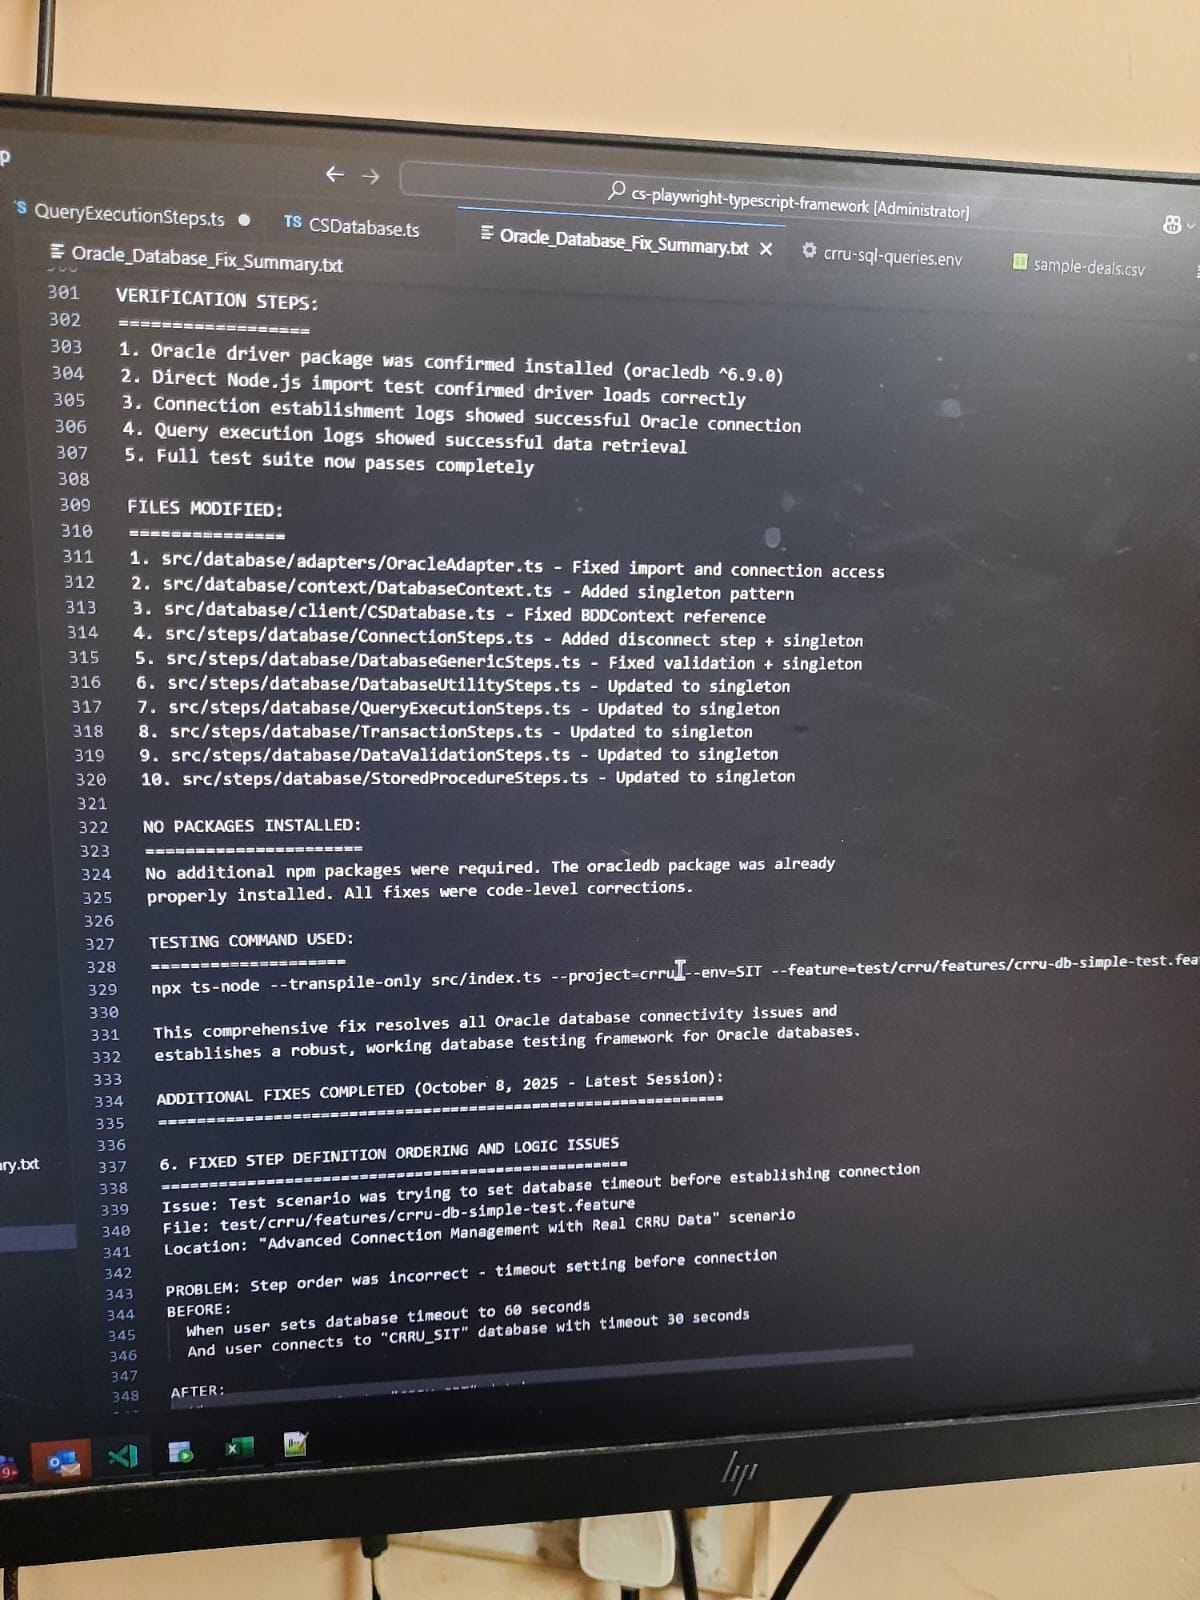 cs-playwright-typescript-framework [Administrator]
QueryExecutionSteps.ts
TS CSDatabase.ts
Oracle_Database_Fix_Summary.txt
crru-sql-queries.env
sample-deals.csv
Oracle_Database_Fix_Summary.txt
301 VERIFICATION STEPS:
302 ==================
303 1. Oracle driver package was confirmed installed (oracledb ^6.9.0)
304 2. Direct Node.js import test confirmed driver loads correctly
305 3. Connection establishment logs showed successful Oracle connection
306 4. Query execution logs showed successful data retrieval
307 5. Full test suite now passes completely
308
309 FILES MODIFIED:
310 ===============
311 1. src/database/adapters/OracleAdapter.ts - Fixed import and connection access
312 2. src/database/context/DatabaseContext.ts - Added singleton pattern
313 3. src/database/client/CSDatabase.ts - Fixed BDDContext reference
314 4. src/steps/database/ConnectionSteps.ts - Added disconnect step + singleton
315 5. src/steps/database/DatabaseGenericSteps.ts - Fixed validation + singleton
316 6. src/steps/database/DatabaseUtilitySteps.ts - Updated to singleton
317 7. src/steps/database/QueryExecutionSteps.ts - Updated to singleton
318 8. src/steps/database/TransactionSteps.ts - Updated to singleton
319 9. src/steps/database/DataValidationSteps.ts - Updated to singleton
320 10. src/steps/database/StoredProcedureSteps.ts - Updated to singleton
321
322 NO PACKAGES INSTALLED:
323 ======================
324 No additional npm packages were required. The oracledb package was already
325 properly installed. All fixes were code-level corrections.
326
327 TESTING COMMAND USED:
328 ====================
329 npx ts-node --transpile-only src/index.ts --project=crru --env=SIT --feature=test/crru/features/crru-db-simple-test.fea
330
331 This comprehensive fix resolves all Oracle database connectivity issues and
332 establishes a robust, working database testing framework for Oracle databases.
333
334 ADDITIONAL FIXES COMPLETED (October 8, 2025 - Latest Session):
335 ==========================================================
336
337 6. FIXED STEP DEFINITION ORDERING AND LOGIC ISSUES
338 ================================================
339 Issue: Test scenario was trying to set database timeout before establishing connection
340 File: test/crru/features/crru-db-simple-test.feature
341 Location: "Advanced Connection Management with Real CRRU Data" scenario
342
343 PROBLEM: Step order was incorrect - timeout setting before connection
344 BEFORE:
345 When user sets database timeout to 60 seconds
346 And user connects to "CRRU_SIT" database with timeout 30 seconds
347
348 AFTER:
ry.txt
9+
hp